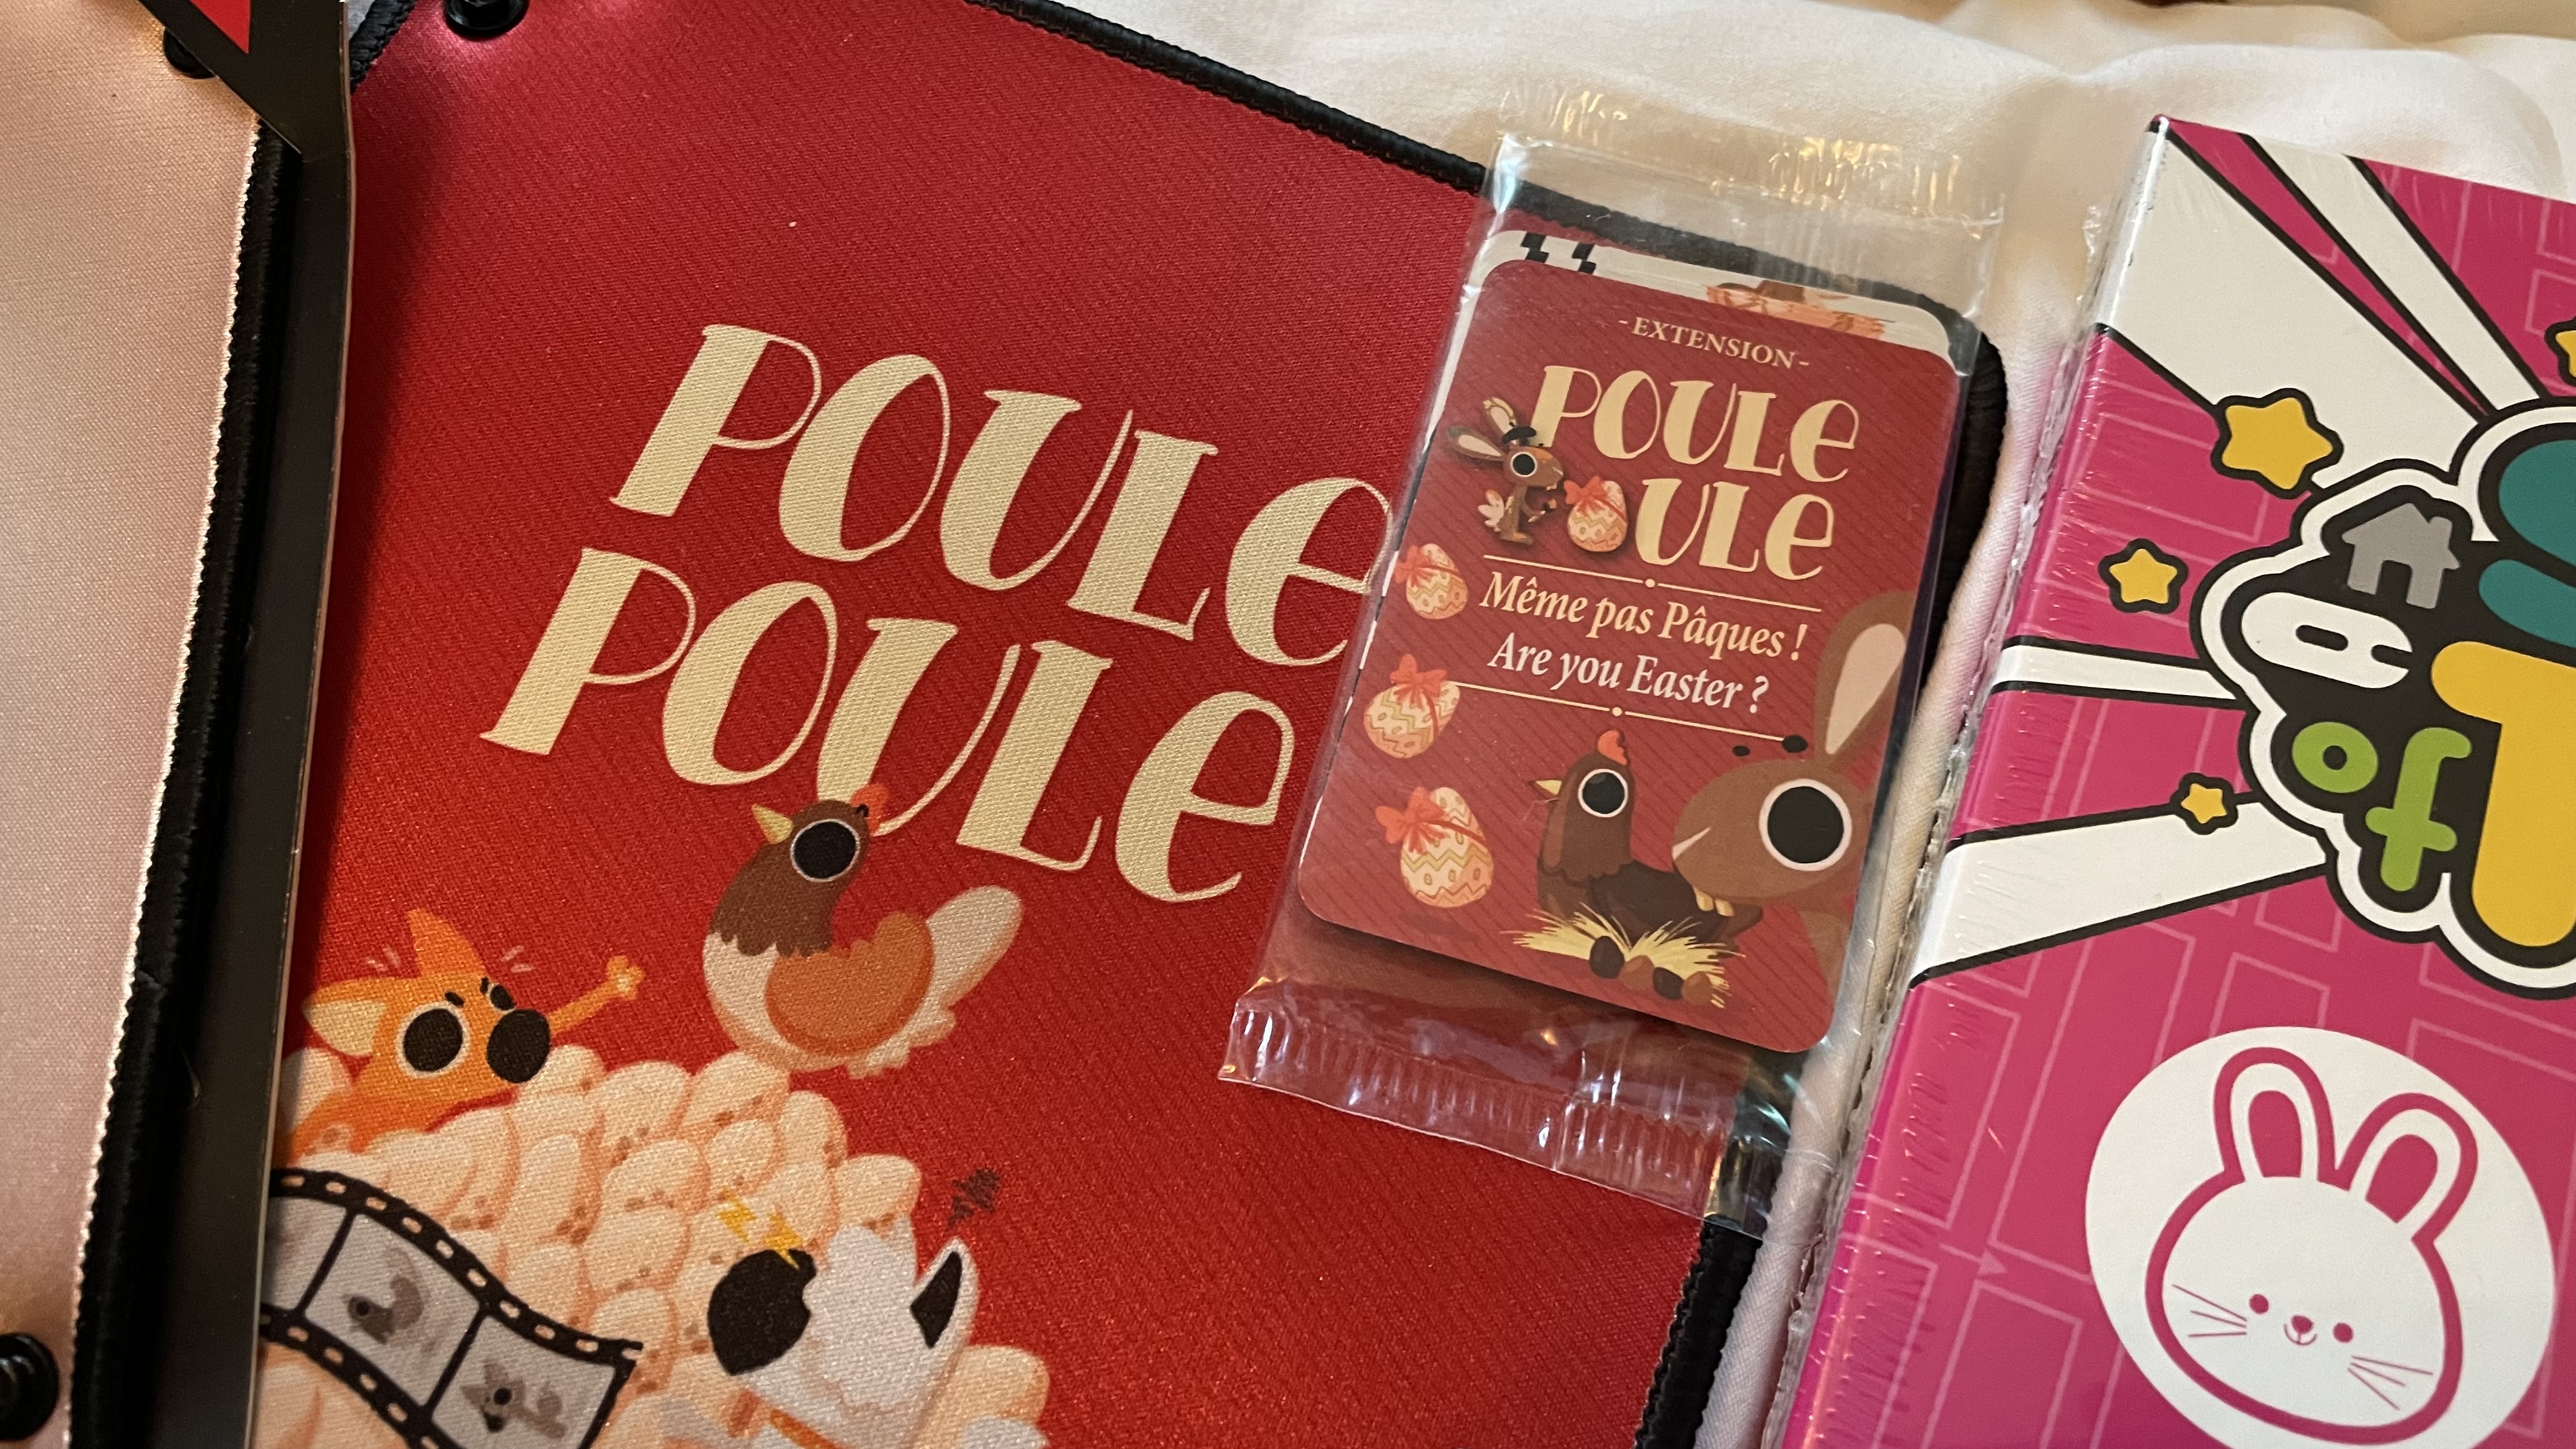 POULE
POULE
-EXTENSION-
POULE
ULE
Même pas Pâques !
Are you Easter ?
of